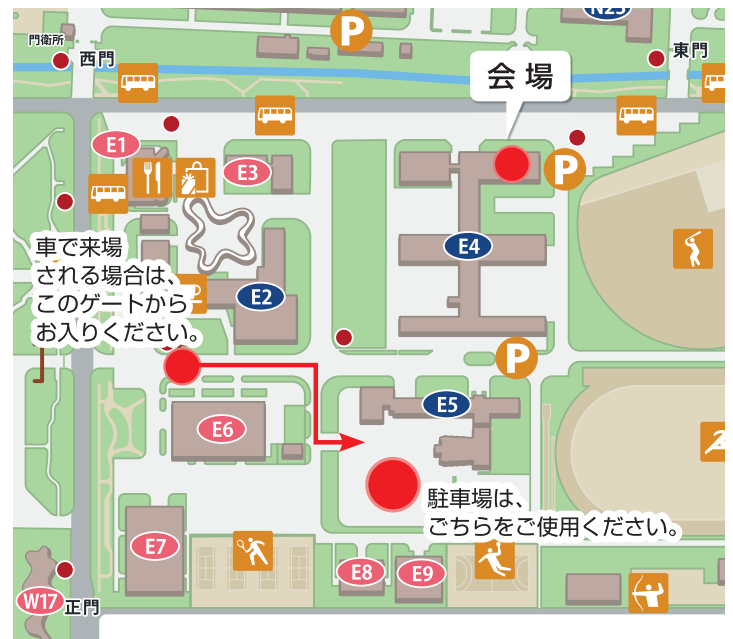 N25
P
門衛所
西門
東門
会場
E1
E3
P
E4
車で来場
される場合は、
このゲートから
お入りください。
E2
P
E5
E6
駐車場は、
ごちらをご使用ください。
E7
E8
E9
W17
正門